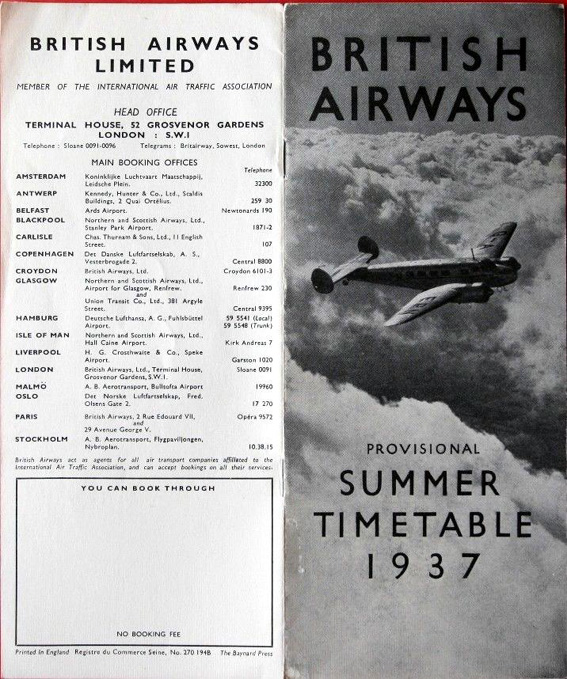 BRITISH AIRWAYS
LIMITED
MEMBER OF THE INTERNATIONAL AIR TRAFFIC ASSOCIATION
HEAD OFFICE
TERMINAL HOUSE, 52 GROSVENOR GARDENS
LONDON : S.W.1
Telephone : Sloane 0091-0096 Telegrams : Britairway, Sowest, London
MAIN BOOKING OFFICES
Telephone
AMSTERDAM Koninklijke Luchtvaart Maatschappij,
Leidsche Plein. 32300
ANTWERP Kennedy, Hunter & Co., Ltd., Scaldis
Buildings, 2 Quai Ortélius. 259 30
BELFAST Ards Airport. Newtonards 190
BLACKPOOL Northern and Scottish Airways, Ltd.,
Stanley Park Airport. 1871-2
CARLISLE Chas. Thurnam & Sons, Ltd., 11 English
Street. 107
COPENHAGEN Det Danske Luftfartselskab, A. S.,
Vesterbrogade 2. Central 8800
CROYDON British Airways, Ltd. Croydon 6101-3
GLASGOW Northern and Scottish Airways, Ltd.,
Airport for Glasgow, Renfrew. Renfrew 230
and
Union Transit Co., Ltd., 381 Argyle
Street. Central 9395
HAMBURG Deutsche Lufthansa, A. G., Fuhlsbüttel 59 5541 (Local)
Airport. 59 5548 (Trunk)
ISLE OF MAN Northern and Scottish Airways, Ltd.,
Hall Caine Airport. Kirk Andreas 7
LIVERPOOL H. G. Crosthwaite & Co., Speke
Airport. Garston 1020
LONDON British Airways, Ltd., Terminal House, Sloane 0091
Grosvenor Gardens, S.W.1.
MALMÖ A. B. Aerotransport, Bulltofta Airport 19960
OSLO Det Norske Luftfartselskap, Fred.
Olsens Gate 2. 17 270
PARIS British Airways, 2 Rue Edouard VII, Opéra 9572
and
29 Avenue George V.
STOCKHOLM A. B. Aerotransport, Flygpaviljongen,
Nybroplan. 10.38.15
British Airways act as agents for all air transport companies affiliated to the
International Air Traffic Association, and can accept bookings on all their services.
YOU CAN BOOK THROUGH
NO BOOKING FEE
Printed in England Registre du Commerce Seine, No. 270 194B The Baynard Press
BRITISH
AIRWAYS
PROVISIONAL
SUMMER
TIMETABLE
1937